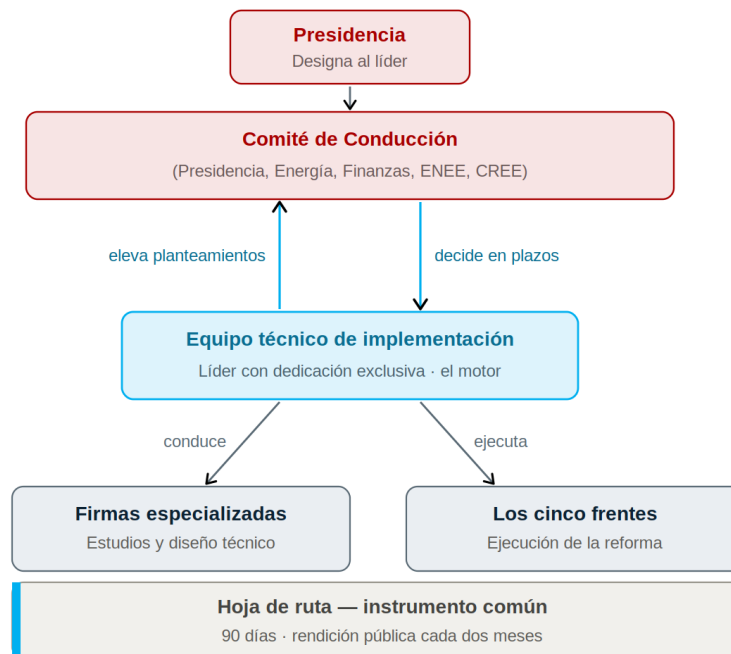 Presidencia
Designa al líder
Comité de Conducción
(Presidencia, Energía, Finanzas, ENEE, CREE)
eleva planteamientos
decide en plazos
Equipo técnico de implementación
Líder con dedicación exclusiva · el motor
conduce
ejecuta
Firmas especializadas
Estudios y diseño técnico
Los cinco frentes
Ejecución de la reforma
Hoja de ruta — instrumento común
90 días · rendición pública cada dos meses